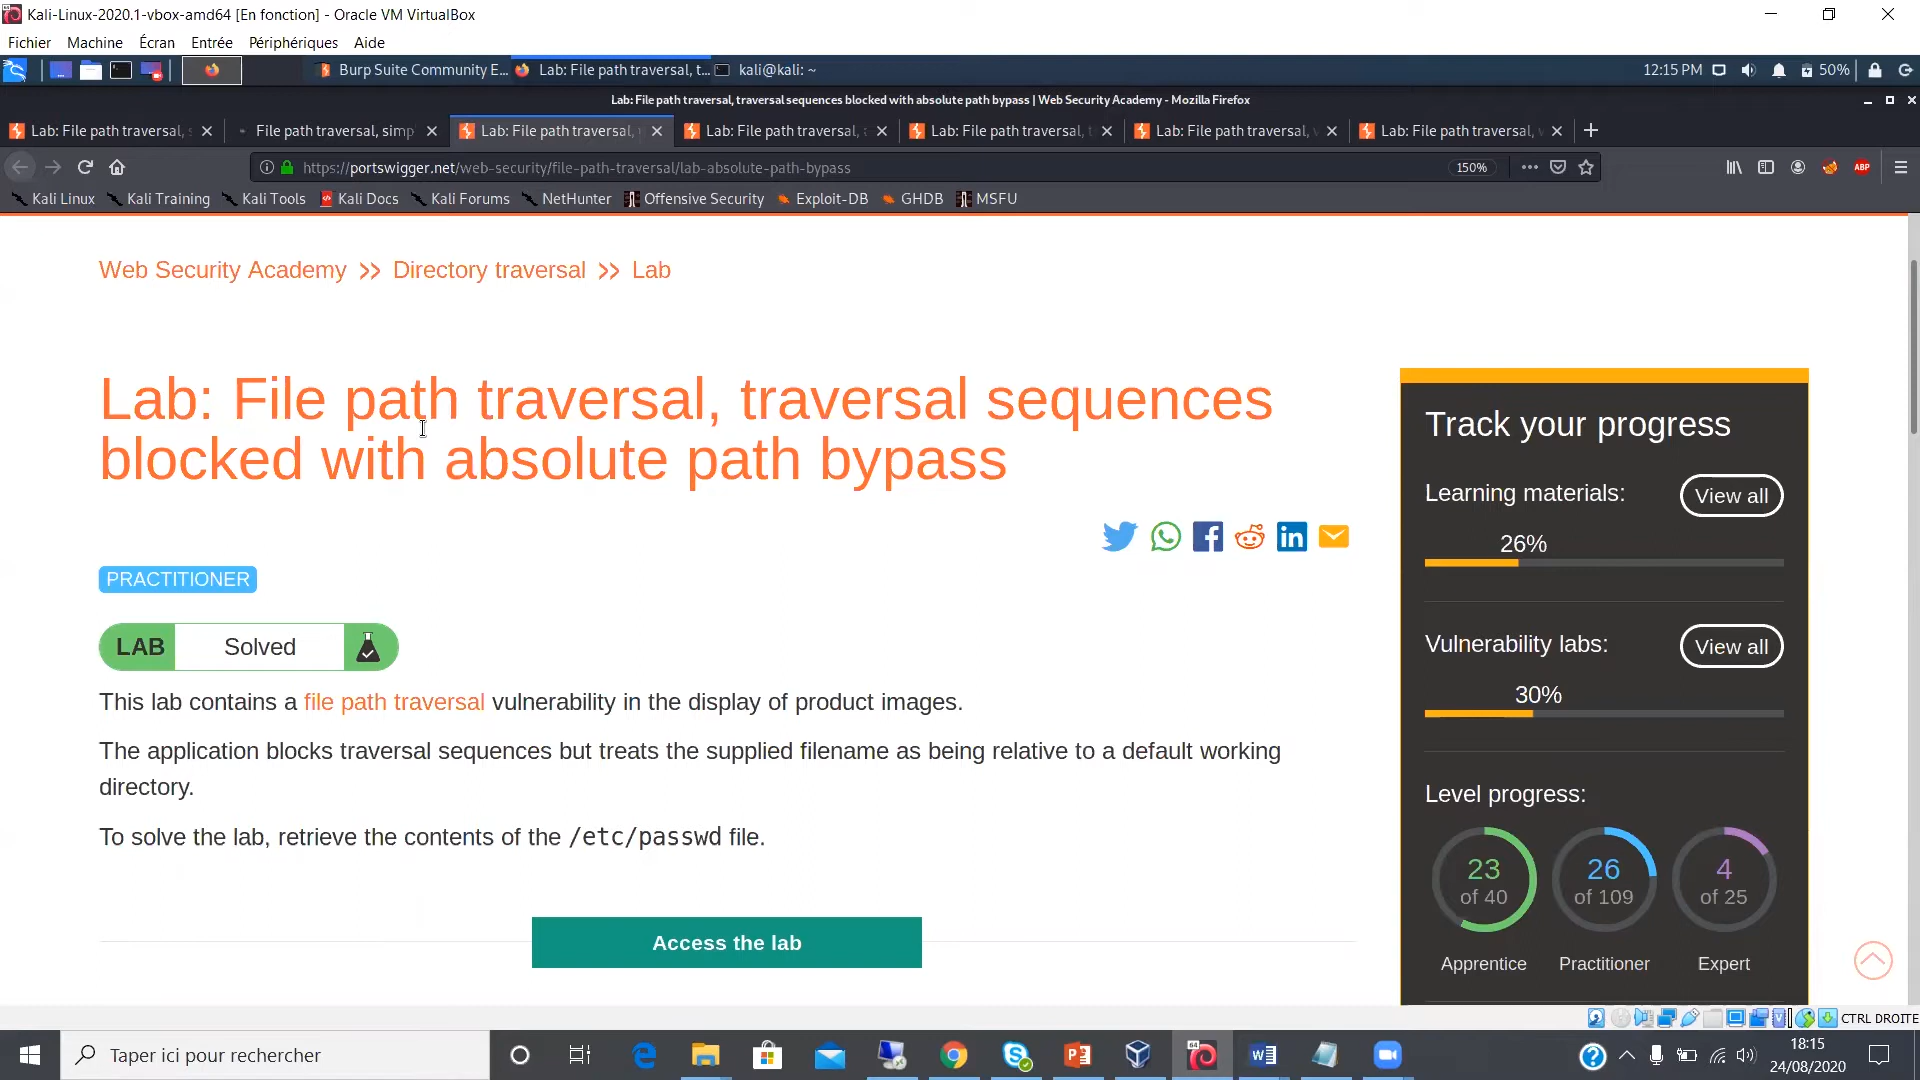 Kali-Linux-2020.1-vbox-amd64 [En fonction] - Oracle VM VirtualBox
Fichier Machine Écran Entrée Périphériques Aide
Burp Suite Community E... Lab: File path traversal, t... kali@kali: ~ 12:15 PM 50%
Lab: File path traversal, traversal sequences blocked with absolute path bypass | Web Security Academy - Mozilla Firefox
Lab: File path traversal, File path traversal, simp Lab: File path traversal, Lab: File path traversal, Lab: File path traversal, Lab: File path traversal, Lab: File path traversal,
https://portswigger.net/web-security/file-path-traversal/lab-absolute-path-bypass 150% ABP
Kali Linux Kali Training Kali Tools Kali Docs Kali Forums NetHunter Offensive Security Exploit-DB GHDB MSFU
Web Security Academy >> Directory traversal >> Lab
Lab: File path traversal, traversal sequences
blocked with absolute path bypass
PRACTITIONER
LAB Solved
This lab contains a file path traversal vulnerability in the display of product images.
The application blocks traversal sequences but treats the supplied filename as being relative to a default working
directory.
To solve the lab, retrieve the contents of the /etc/passwd file.
Access the lab
Track your progress
Learning materials: View all
26%
Vulnerability labs: View all
30%
Level progress:
23 26 4
of 40 of 109 of 25
Apprentice Practitioner Expert
CTRL DROITE
Taper ici pour rechercher
18:15
24/08/2020